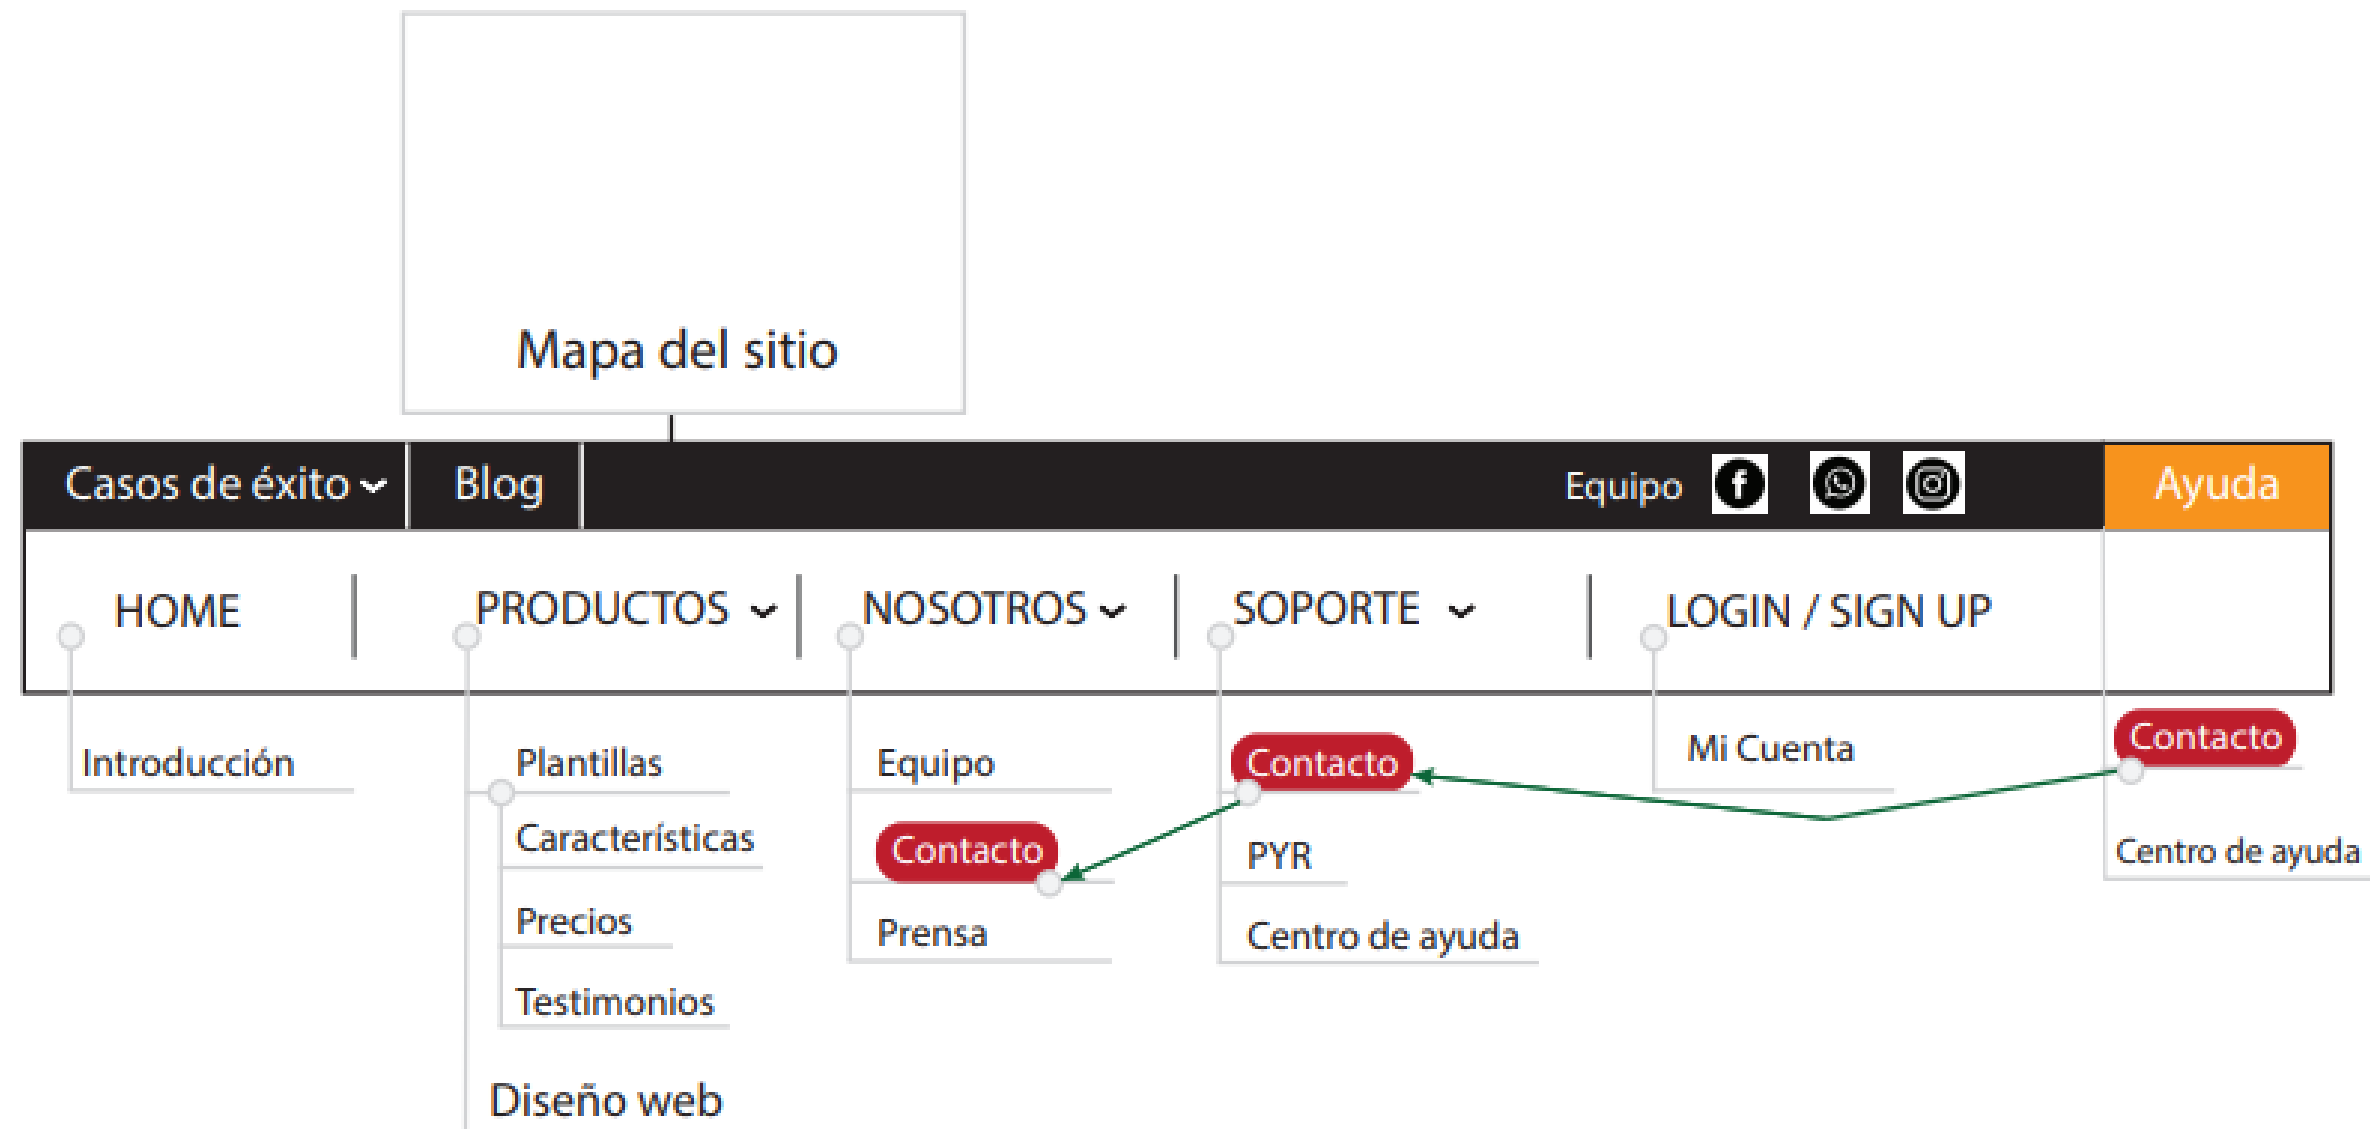 Mapa del sitio
Casos de éxito Blog Equipo Ayuda
HOME PRODUCTOS NOSOTROS SOPORTE LOGIN / SIGN UP
Introducción
Plantillas
Características
Precios
Testimonios
Diseño web
Equipo
Contacto
Prensa
Contacto
PYR
Centro de ayuda
Mi Cuenta
Contacto
Centro de ayuda